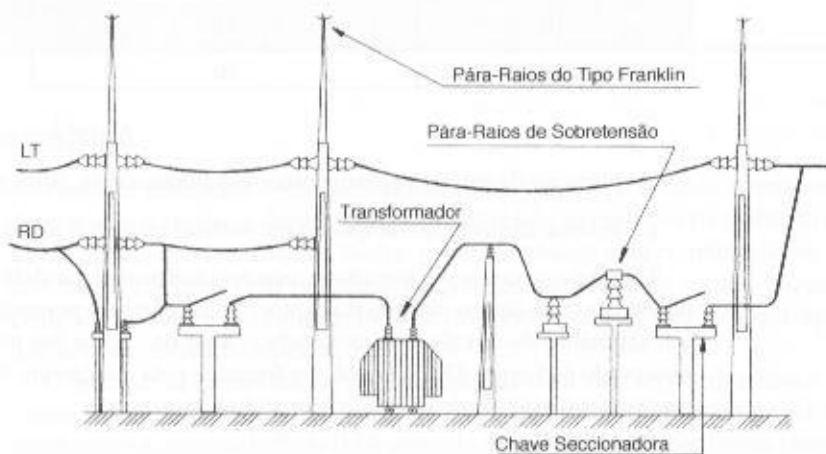 Pára-Raios do Tipo Franklin
Pára-Raios de Sobretensão
LT
Transformador
RD
Chave Seccionadora